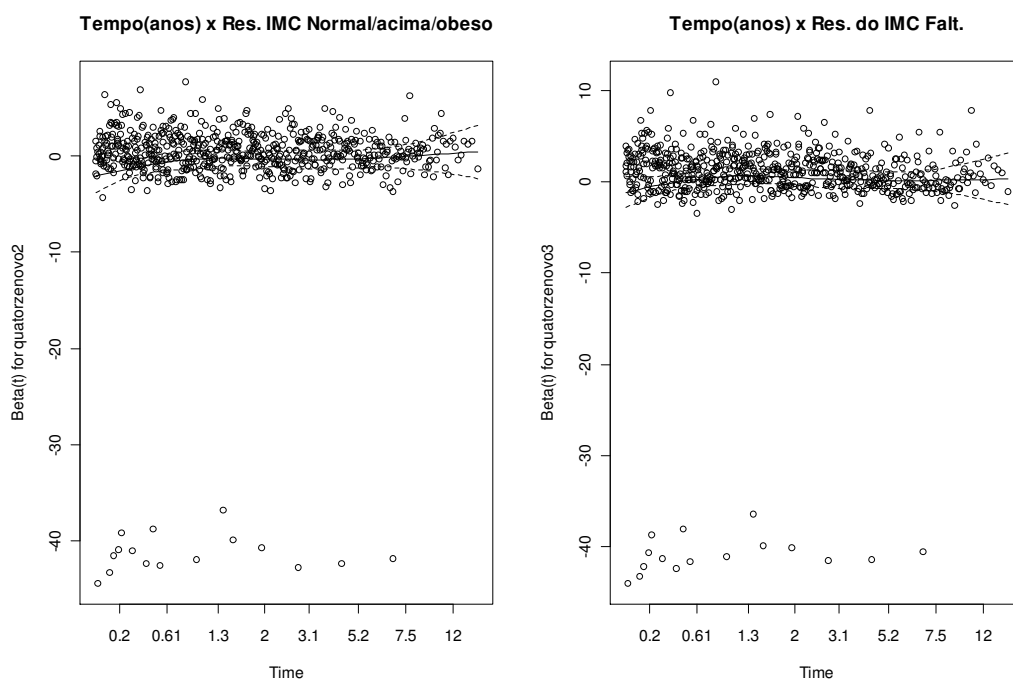 Tempo(anos) x Res. IMC Normal/acima/obeso
Beta(t) for quatorzenovo2
0
-10
-20
-30
-40
0.2 0.61 1.3 2 3.1 5.2 7.5 12
Time
Tempo(anos) x Res. do IMC Falt.
Beta(t) for quatorzenovo3
10
0
-10
-20
-30
-40
0.2 0.61 1.3 2 3.1 5.2 7.5 12
Time